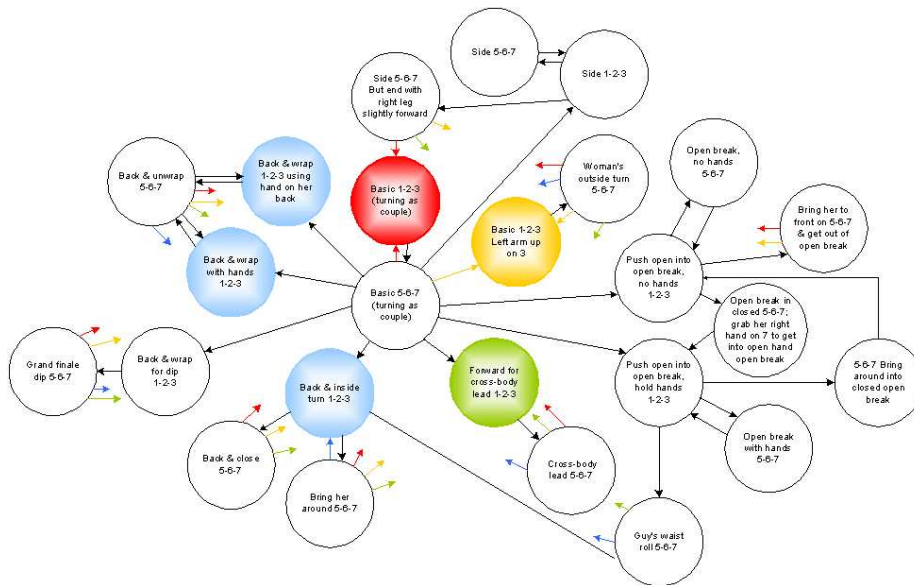 Side 5-6-7
Side 1-2-3
Side 5-6-7
But end with
right leg
slightly forward
Back & unwrap
5-6-7
Back & wrap
1-2-3 using
hand on her
back
Basic 1-2-3
(turning as
couple)
Woman's
outside turn
5-6-7
Open break,
no hands
5-6-7
Bring her to
front on 5-6-7
& get out of
open break
Basic 1-2-3
Left arm up
on 3
Back & wrap
with hands
1-2-3
Basic 5-6-7
(turning as
couple)
Push open into
open break,
no hands
1-2-3
Open break in
closed 5-6-7;
grab her right
hand on 7 to get
into open hand
open break
Grand finale
dip 5-6-7
Back & wrap
for dip
1-2-3
Back & inside
turn 1-2-3
Forward for
cross-body
lead 1-2-3
Push open into
open break,
hold hands
1-2-3
5-6-7 Bring
around into
closed open
break
Back & close
5-6-7
Bring her
around 5-6-7
Cross-body
lead 5-6-7
Open break
with hands
5-6-7
Guy's waist
roll 5-6-7